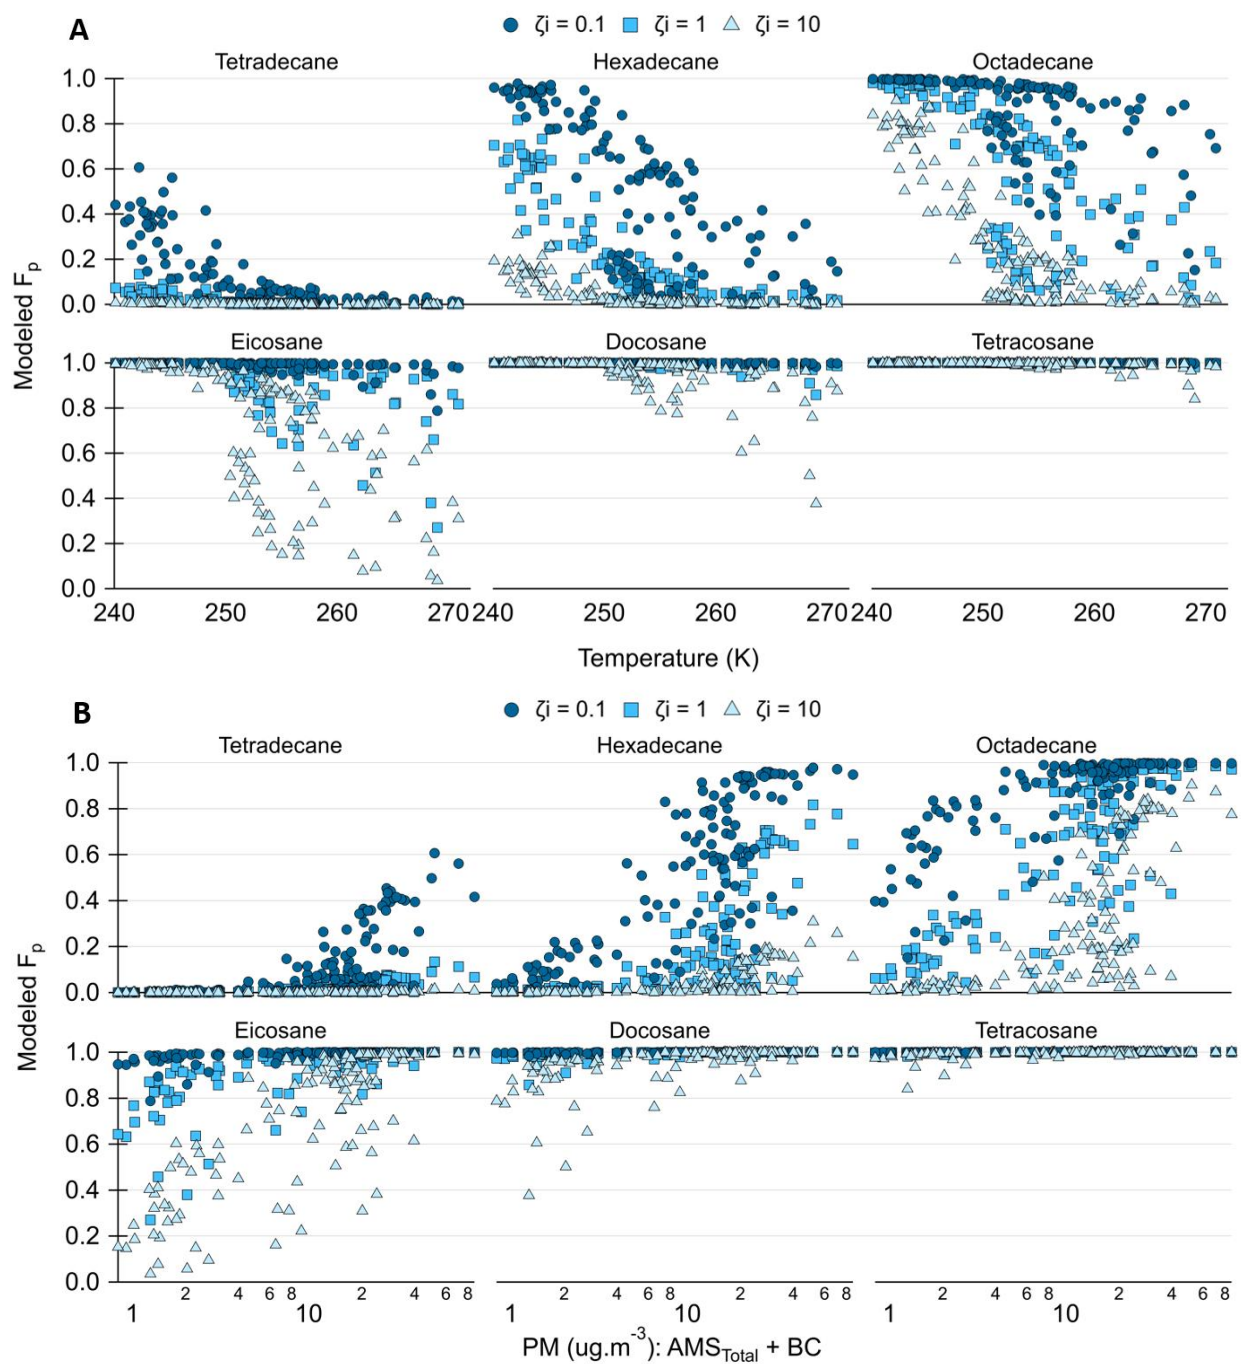 A
ζi = 0.1 ζi = 1 ζi = 10
Tetradecane Hexadecane Octadecane
1.0
0.8
0.6
0.4
0.2
0.0
Modeled Fp
Eicosane Docosane Tetracosane
1.0
0.8
0.6
0.4
0.2
0.0
240 250 260 270 240 250 260 270 240 250 260 270
Temperature (K)
B
ζi = 0.1 ζi = 1 ζi = 10
Tetradecane Hexadecane Octadecane
1.0
0.8
0.6
0.4
0.2
0.0
Modeled Fp
Eicosane Docosane Tetracosane
1.0
0.8
0.6
0.4
0.2
0.0
2 4 6 8 2 4 6 8 2 4 6 8 2 4 6 8 2 4 6 8 2 4 6 8
1 10 1 10 1 10
PM (ug.m-3): AMSTotal + BC